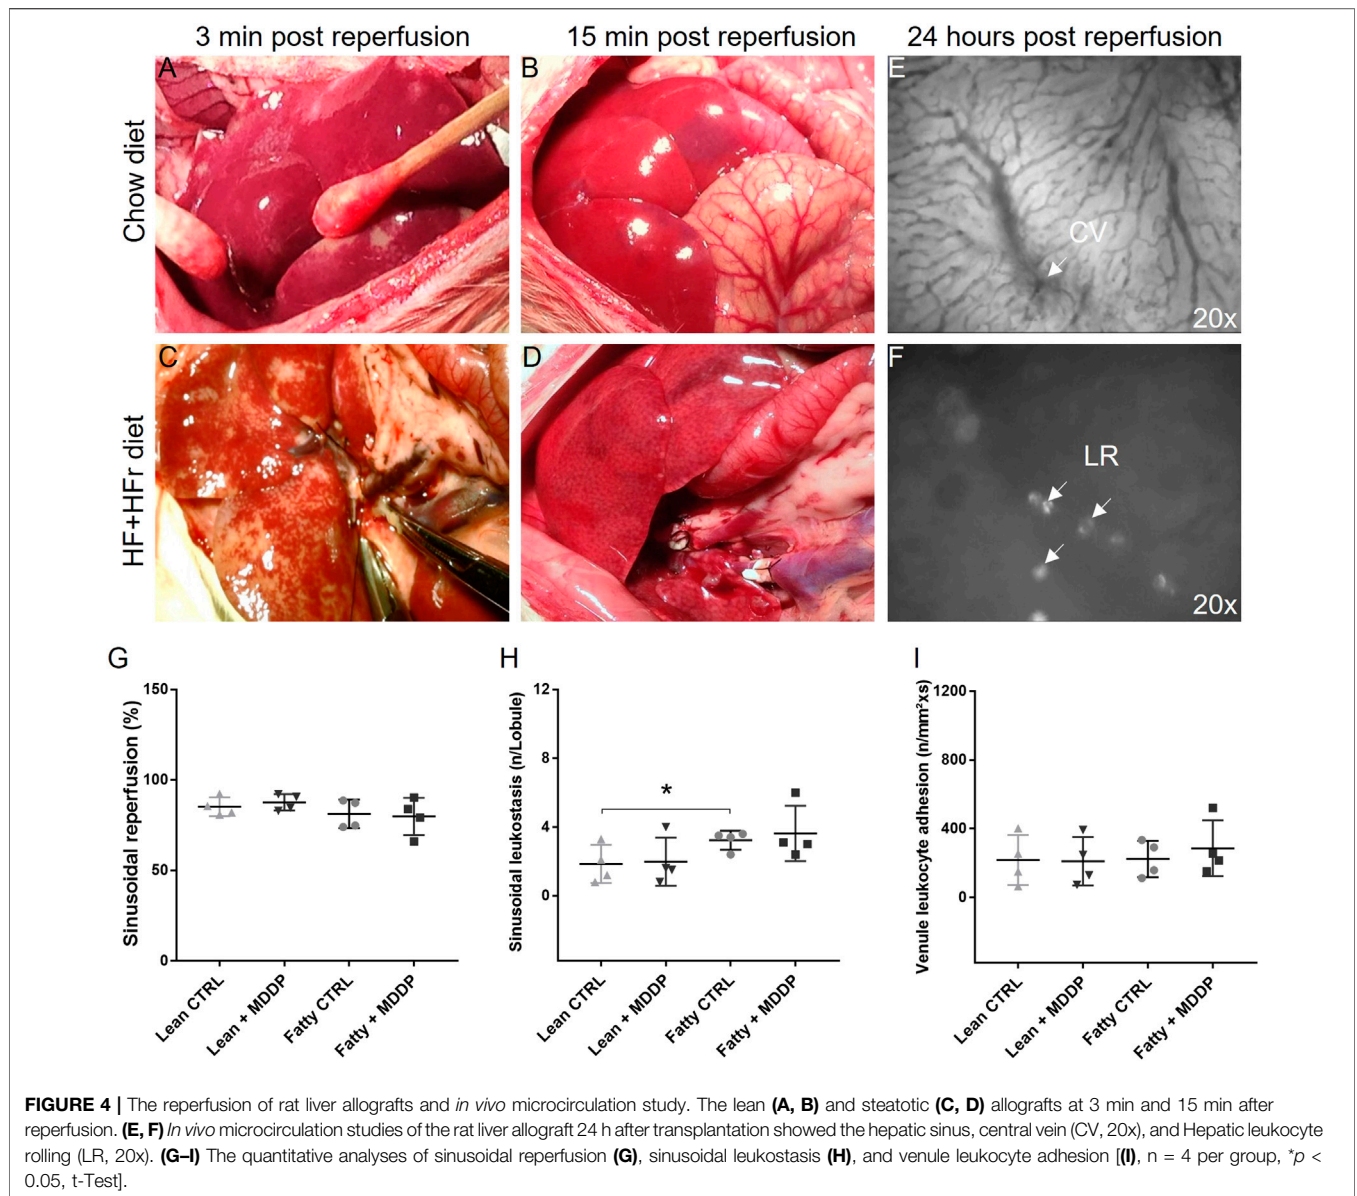 3 min post reperfusion
15 min post reperfusion
24 hours post reperfusion
Chow diet
A
B
E
CV
20x
HF+HFr diet
C
D
F
LR
20x
G
Sinusoidal reperfusion (%)
150
100
50
0
Lean CTRL
Lean + MDDP
Fatty CTRL
Fatty + MDDP
H
Sinusoidal leukostasis (n/Lobule)
12
8
4
0
*
Lean CTRL
Lean + MDDP
Fatty CTRL
Fatty + MDDP
I
Venule leukocyte adhesion (n/mm²xs)
1200
800
400
0
Lean CTRL
Lean + MDDP
Fatty CTRL
Fatty + MDDP
FIGURE 4 | The reperfusion of rat liver allografts and in vivo microcirculation study. The lean (A, B) and steatotic (C, D) allografts at 3 min and 15 min after
reperfusion. (E, F) In vivo microcirculation studies of the rat liver allograft 24 h after transplantation showed the hepatic sinus, central vein (CV, 20x), and Hepatic leukocyte
rolling (LR, 20x). (G–I) The quantitative analyses of sinusoidal reperfusion (G), sinusoidal leukostasis (H), and venule leukocyte adhesion [(I), n = 4 per group, *p <
0.05, t-Test].